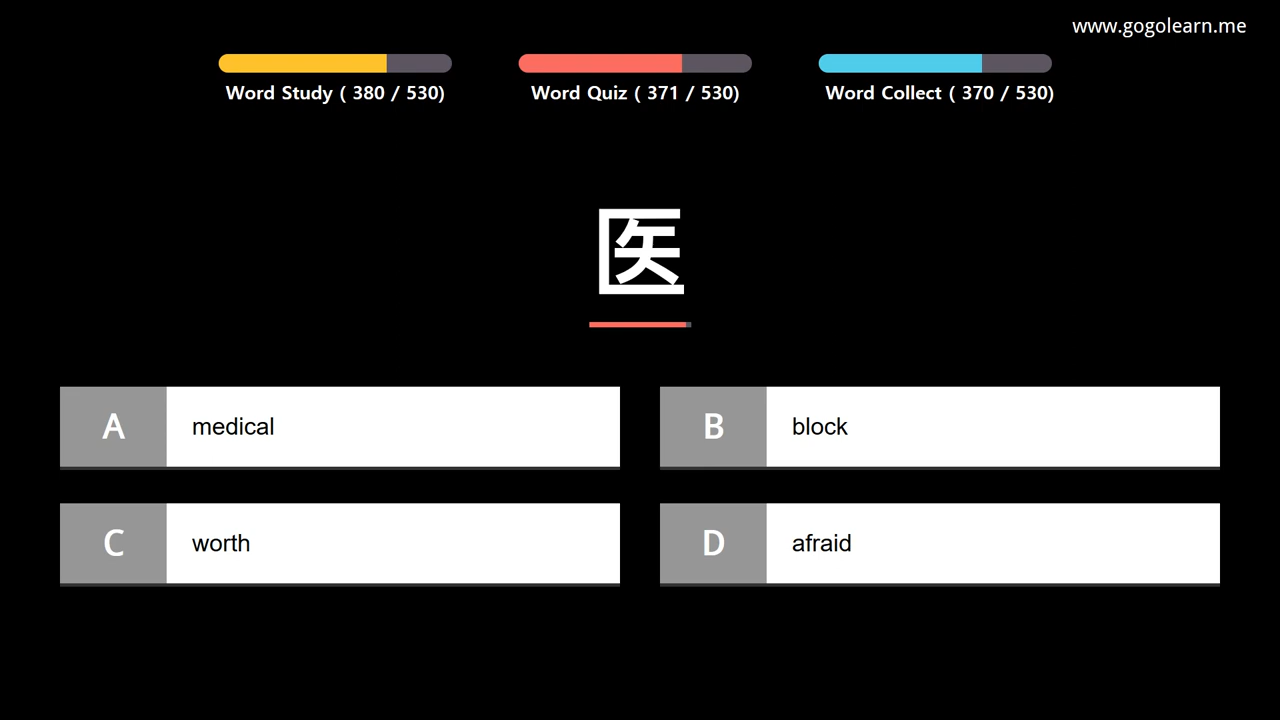 www.gogolearn.me
Word Study ( 380 / 530)
Word Quiz ( 371 / 530)
Word Collect ( 370 / 530)
医
A medical
B block
C worth
D afraid